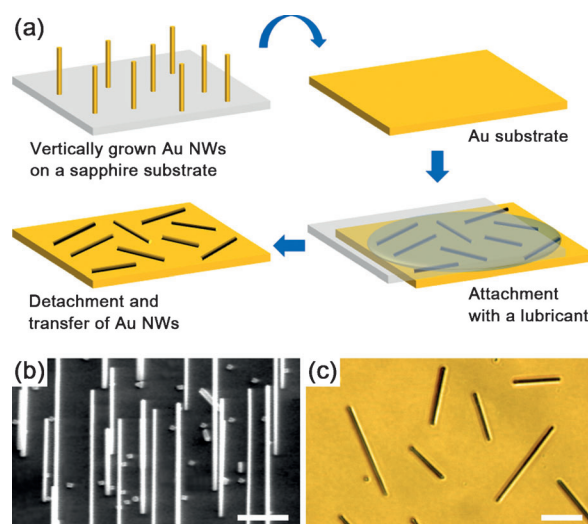 (a)
Vertically grown Au NWs
on a sapphire substrate
Au substrate
Detachment and
transfer of Au NWs
Attachment
with a lubricant
(b)
(c)